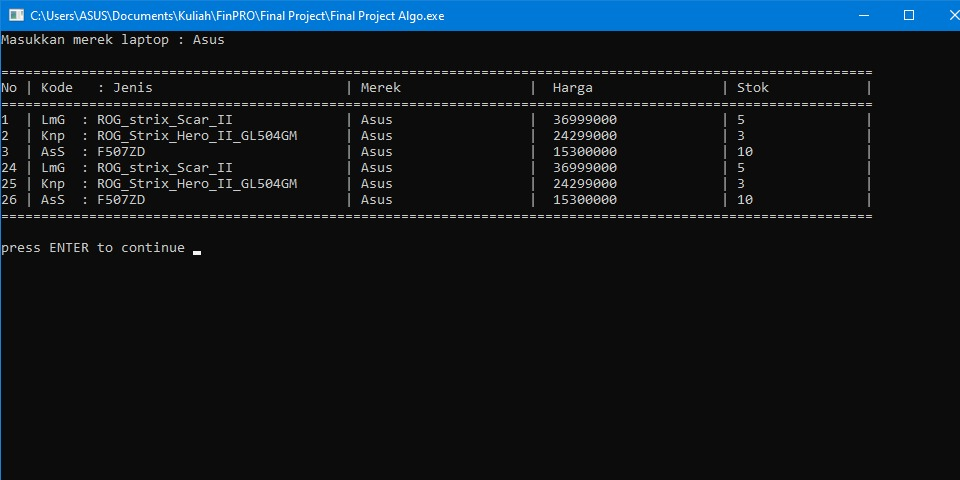 C:\Users\ASUS\Documents\Kuliah\FinPRO\Final Project\Final Project Algo.exe
Masukkan merek laptop : Asus
=============================================================================================================
No | Kode   : Jenis                        | Merek                |  Harga                | Stok            |
=============================================================================================================
1  | LmG  : ROG_strix_Scar_II              | Asus                 |  36999000             | 5               |
2  | Knp  : ROG_Strix_Hero_II_GL504GM      | Asus                 |  24299000             | 3               |
3  | AsS  : F507ZD                         | Asus                 |  15300000             | 10              |
24 | LmG  : ROG_strix_Scar_II              | Asus                 |  36999000             | 5               |
25 | Knp  : ROG_Strix_Hero_II_GL504GM      | Asus                 |  24299000             | 3               |
26 | AsS  : F507ZD                         | Asus                 |  15300000             | 10              |
=============================================================================================================
press ENTER to continue